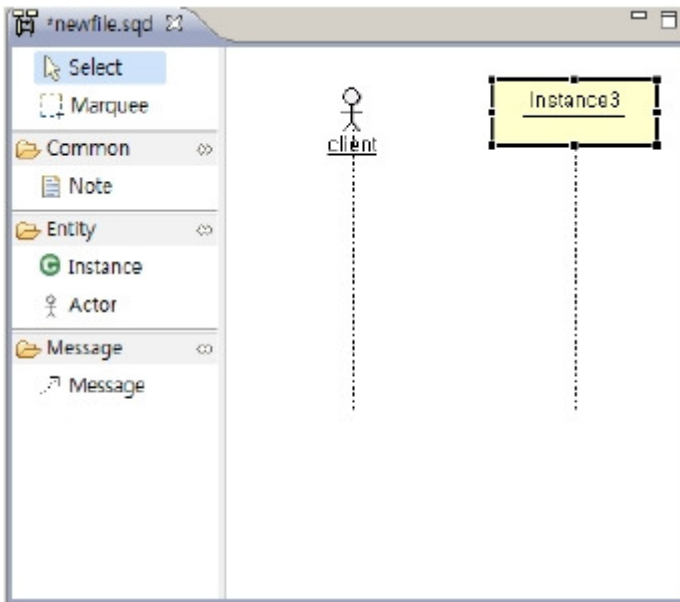 *newfile.sqd
Select
Marquee
Common
Note
Entity
Instance
Actor
Message
Message
client
Instance3